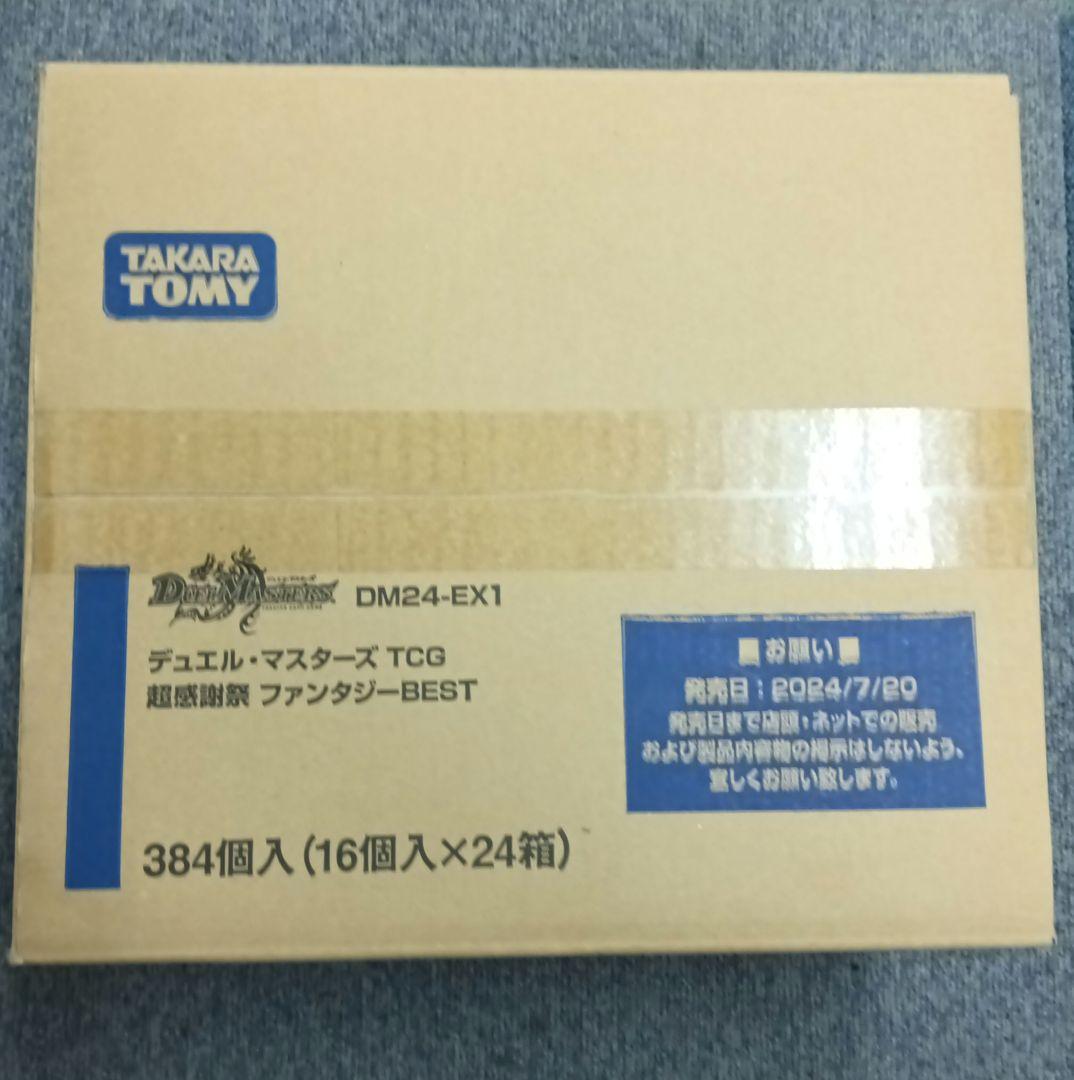 TAKARA
TOMY
DUEL MASTERS DM24-EX1
デュエル・マスターズ TCG
超感謝祭 ファンタジーBEST
384個入(16個入×24箱)
■お願い■
発売日:2024/7/20
発売日まで店頭・ネットでの販売
および製品内容物の掲示はしないよう、
宜しくお願い致します。